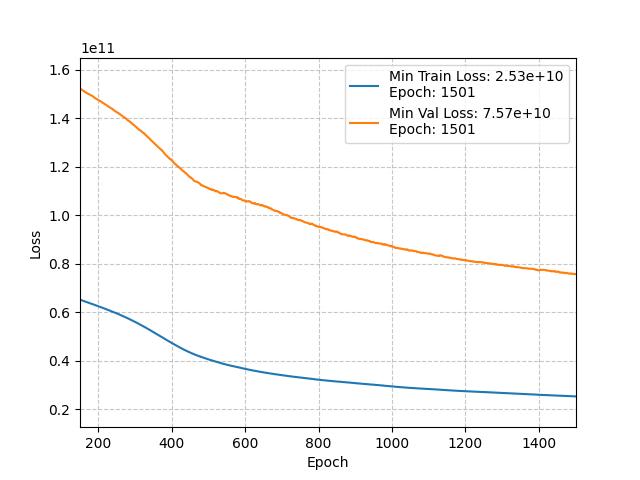 1e11
1.6
1.4
1.2
1.0
0.8
0.6
0.4
0.2
Loss
Min Train Loss: 2.53e+10
Epoch: 1501
Min Val Loss: 7.57e+10
Epoch: 1501
200 400 600 800 1000 1200 1400
Epoch